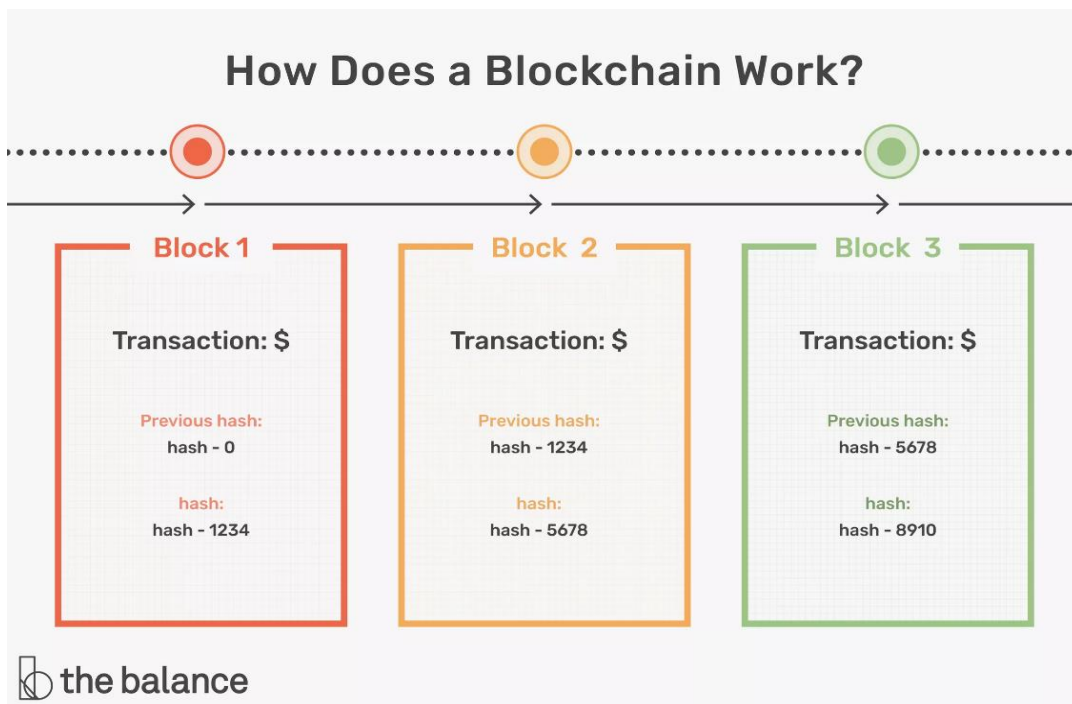 How Does a Blockchain Work?
Block 1
Transaction: $
Previous hash:
hash - 0
hash:
hash - 1234
Block 2
Transaction: $
Previous hash:
hash - 1234
hash:
hash - 5678
Block 3
Transaction: $
Previous hash:
hash - 5678
hash:
hash - 8910
the balance